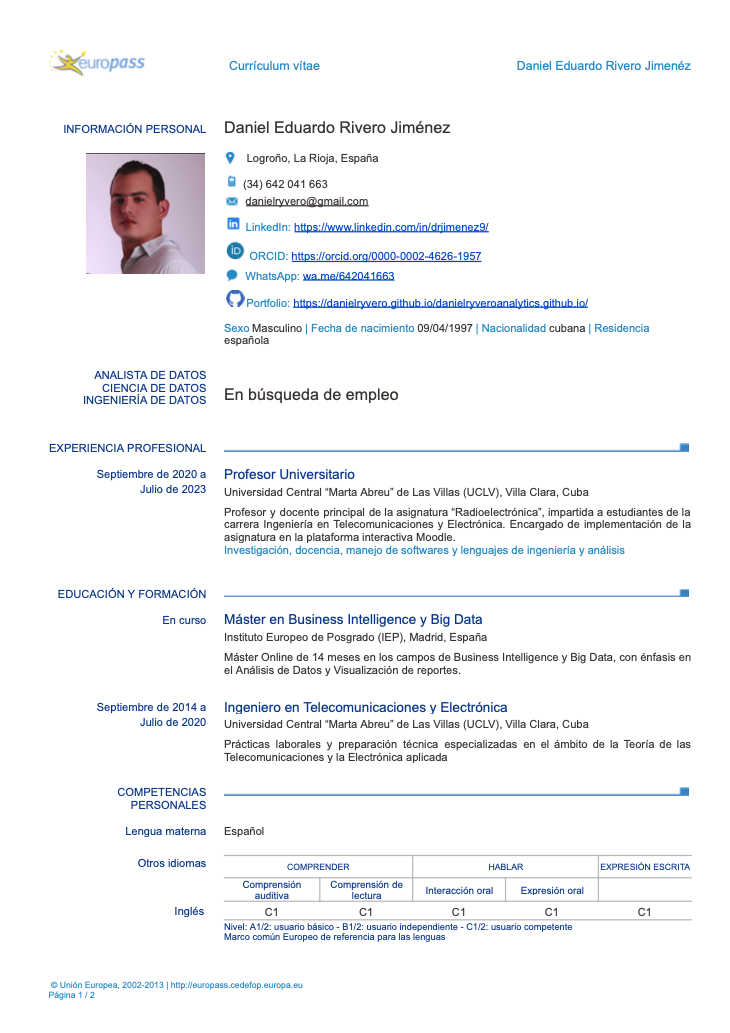 europass
Currículum vítae
Daniel Eduardo Rivero Jimenéz
INFORMACIÓN PERSONAL
Daniel Eduardo Rivero Jiménez
Logroño, La Rioja, España
(34) 642 041 663
danielryvero@gmail.com
LinkedIn: https://www.linkedin.com/in/drjimenez9/
ORCID: https://orcid.org/0000-0002-4626-1957
WhatsApp: wa.me/642041663
Portfolio: https://danielryvero.github.io/danielryveroanalytics.github.io/
Sexo Masculino | Fecha de nacimiento 09/04/1997 | Nacionalidad cubana | Residencia
española
ANALISTA DE DATOS
CIENCIA DE DATOS
INGENIERÍA DE DATOS
En búsqueda de empleo
EXPERIENCIA PROFESIONAL
Septiembre de 2020 a
Julio de 2023
Profesor Universitario
Universidad Central “Marta Abreu” de Las Villas (UCLV), Villa Clara, Cuba
Profesor y docente principal de la asignatura “Radioelectrónica”, impartida a estudiantes de la
carrera Ingeniería en Telecomunicaciones y Electrónica. Encargado de implementación de la
asignatura en la plataforma interactiva Moodle.
Investigación, docencia, manejo de softwares y lenguajes de ingeniería y análisis
EDUCACIÓN Y FORMACIÓN
En curso
Máster en Business Intelligence y Big Data
Instituto Europeo de Posgrado (IEP), Madrid, España
Máster Online de 14 meses en los campos de Business Intelligence y Big Data, con énfasis en
el Análisis de Datos y Visualización de reportes.
Septiembre de 2014 a
Julio de 2020
Ingeniero en Telecomunicaciones y Electrónica
Universidad Central “Marta Abreu” de Las Villas (UCLV), Villa Clara, Cuba
Prácticas laborales y preparación técnica especializadas en el ámbito de la Teoría de las
Telecomunicaciones y la Electrónica aplicada
COMPETENCIAS
PERSONALES
Lengua materna
Español
Otros idiomas
COMPRENDER
HABLAR
EXPRESIÓN ESCRITA
Comprensión
auditiva
Comprensión de
lectura
Interacción oral
Expresión oral
Inglés
C1
C1
C1
C1
C1
Nivel: A1/2: usuario básico - B1/2: usuario independiente - C1/2: usuario competente
Marco común Europeo de referencia para las lenguas
© Unión Europea, 2002-2013 | http://europass.cedefop.europa.eu
Página 1 / 2